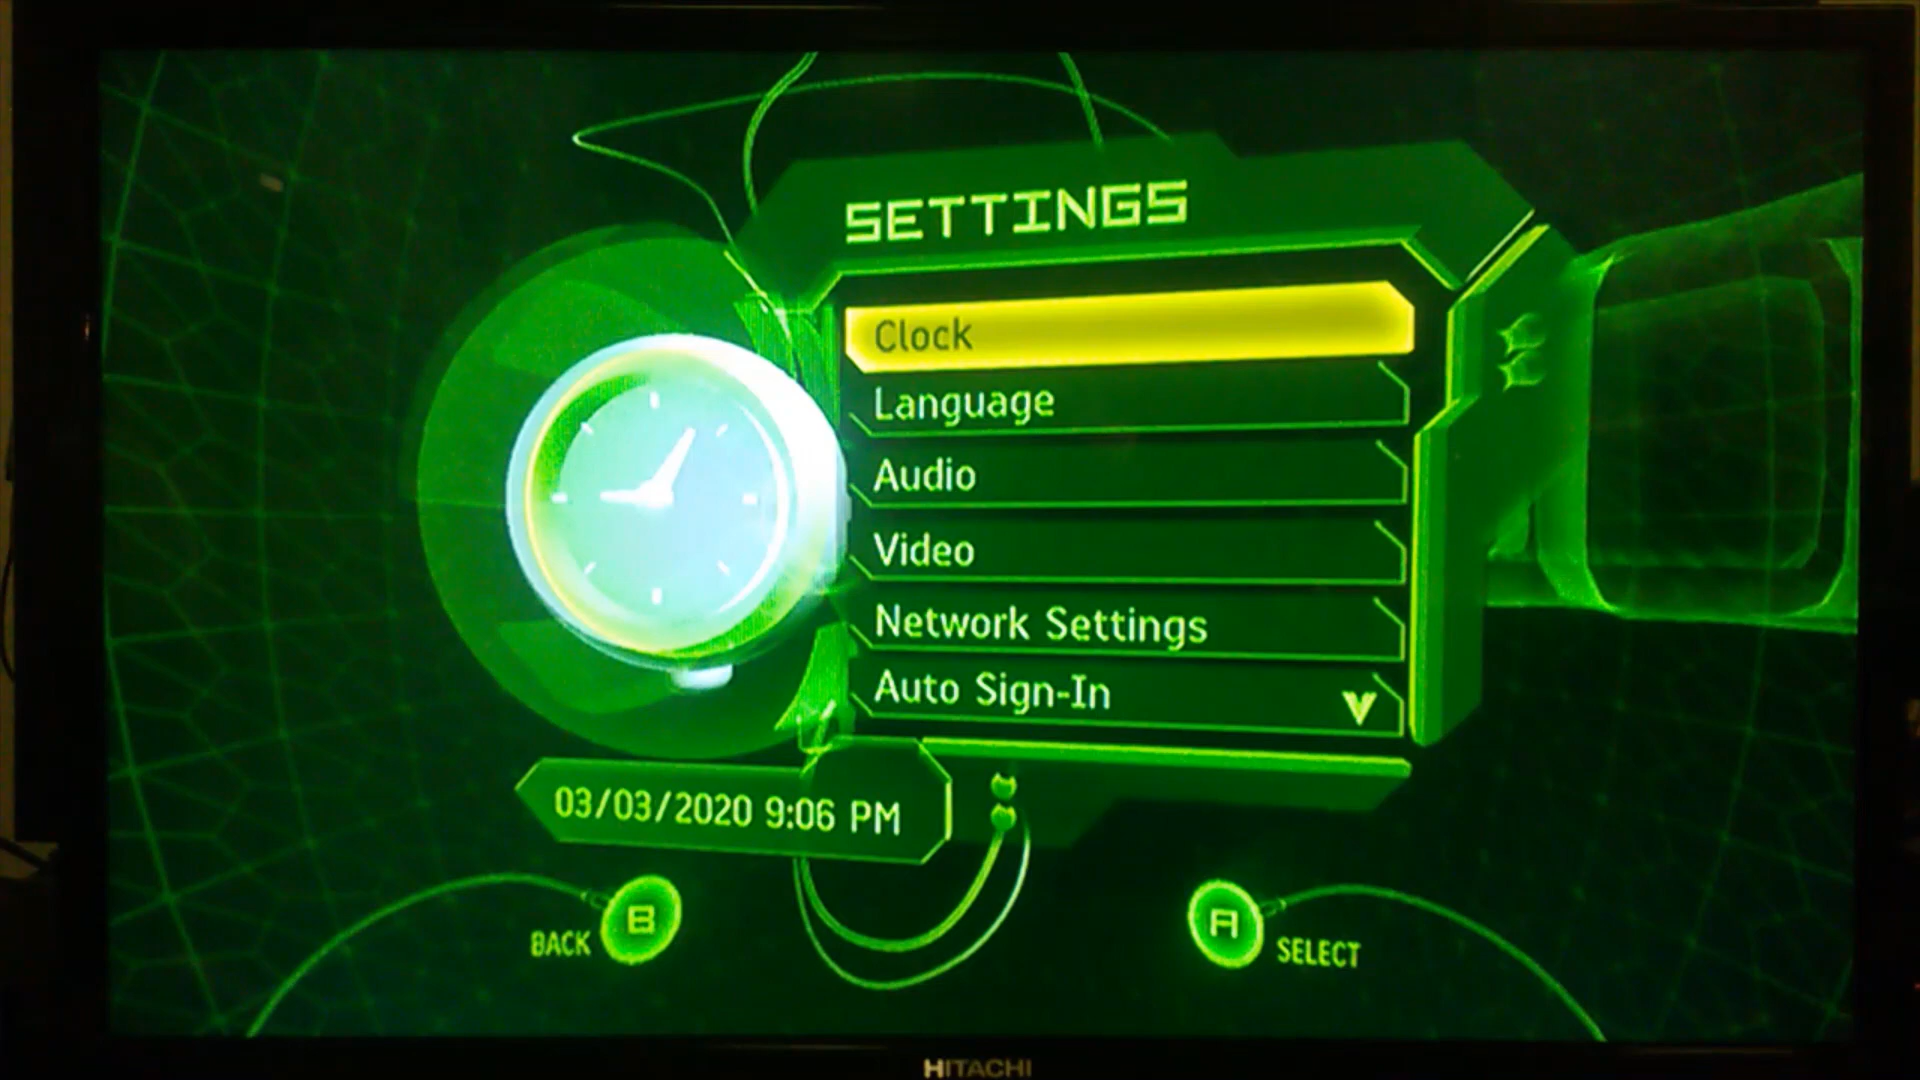 SETTINGS
Clock
Language
Audio
Video
Network Settings
Auto Sign-In
03/03/2020 9:06 PM
BACK B
A SELECT
HITACHI